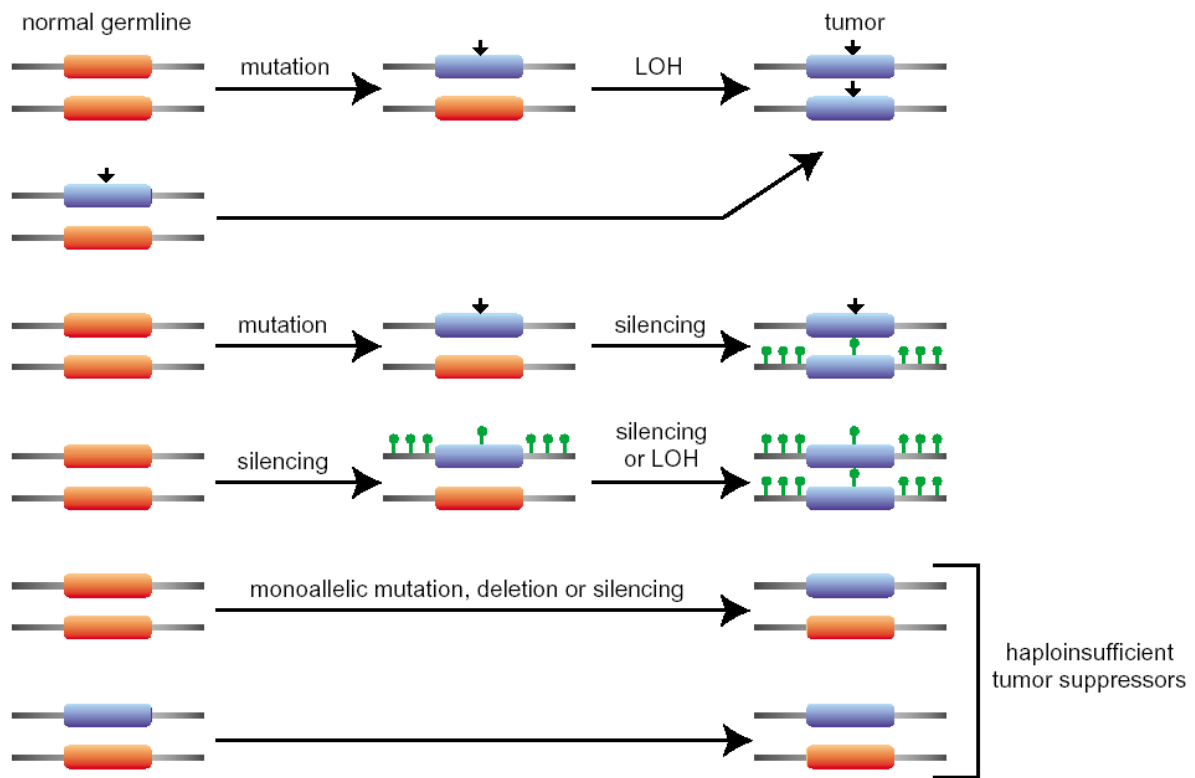 normal germline
tumor
mutation
LOH
mutation
silencing
silencing
silencing
or LOH
monoallelic mutation, deletion or silencing
haploinsufficient
tumor suppressors